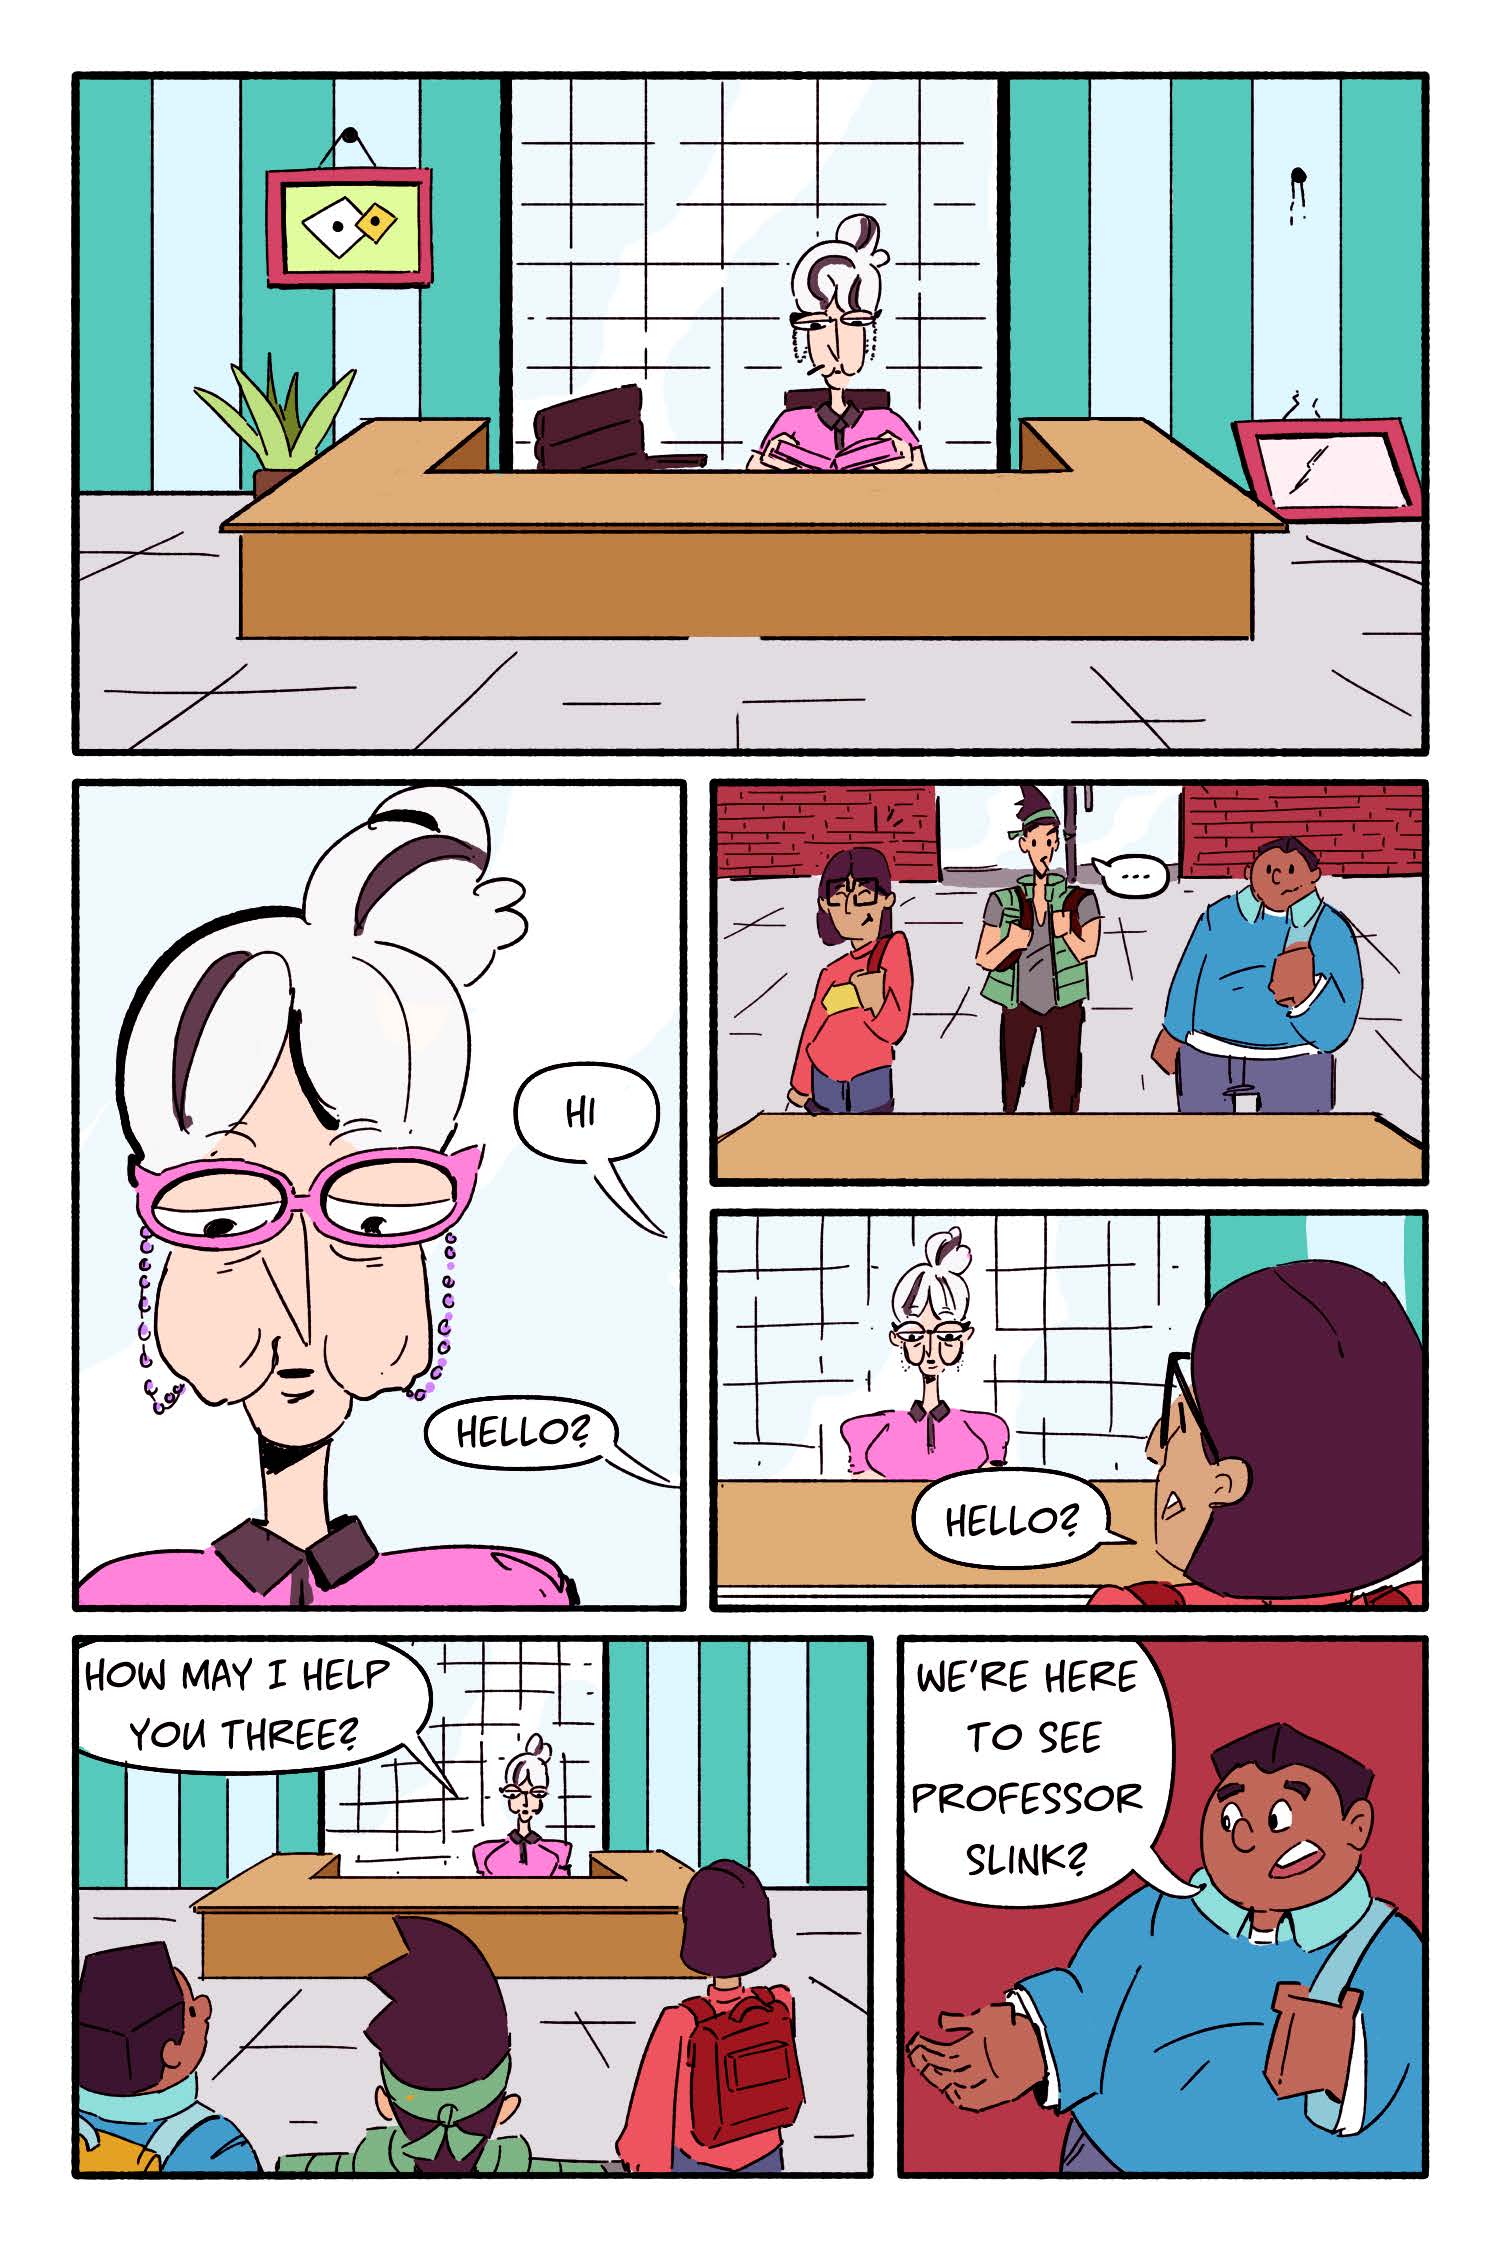 HI
HELLO?
...
HELLO?
HOW MAY I HELP
YOU THREE?
WE'RE HERE
TO SEE
PROFESSOR
SLINK?